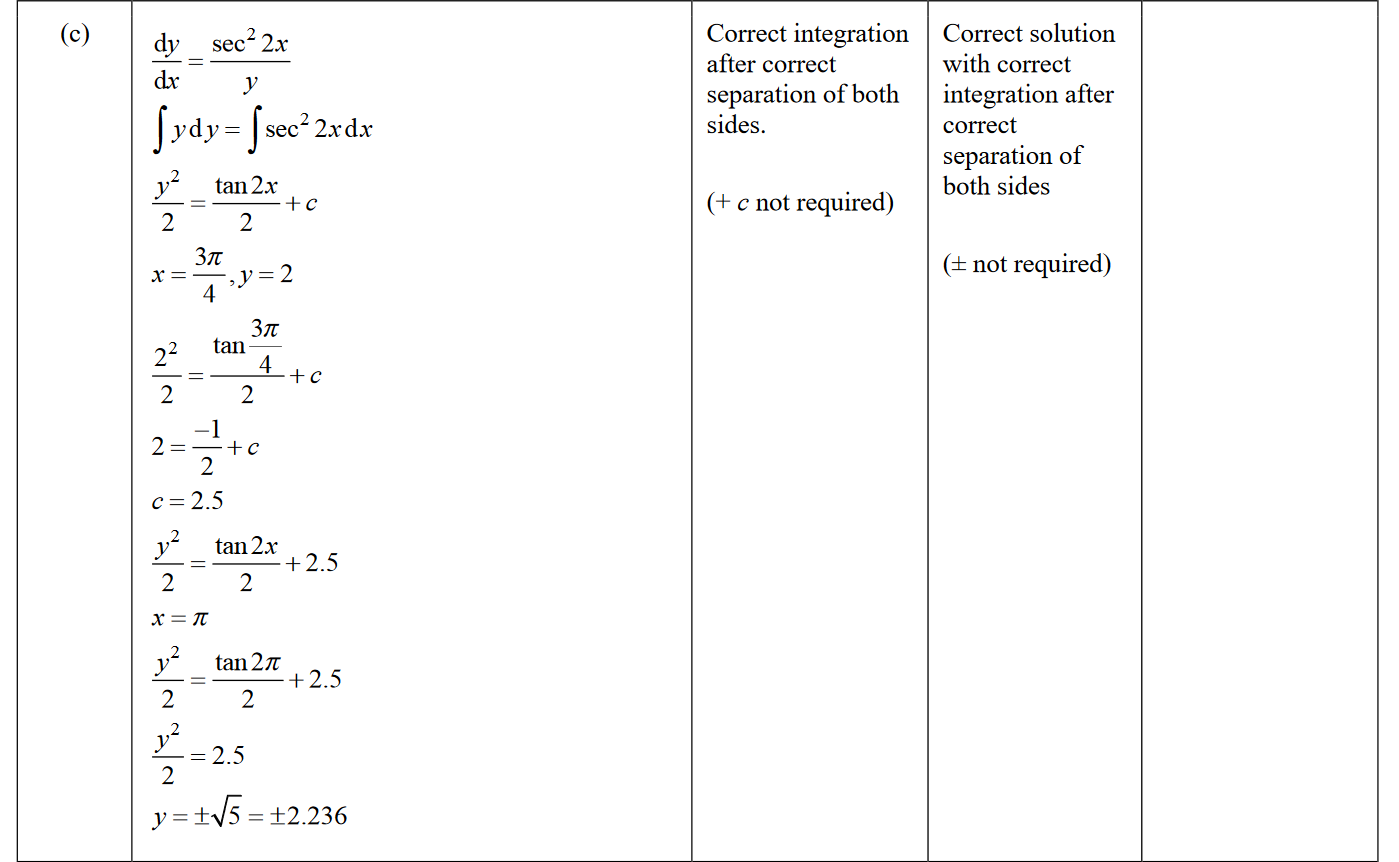 (c)
dy/dx = sec² 2x / y
∫ y dy = ∫ sec² 2x dx
y²/2 = tan 2x / 2 + c
x = 3π/4 , y = 2
2²/2 = tan 3π/4 / 2 + c
2 = −1/2 + c
c = 2.5
y²/2 = tan 2x / 2 + 2.5
x = π
y²/2 = tan 2π / 2 + 2.5
y²/2 = 2.5
y = ±√5 = ±2.236
Correct integration
after correct
separation of both
sides.
(+ c not required)
Correct solution
with correct
integration after
correct
separation of
both sides
(± not required)